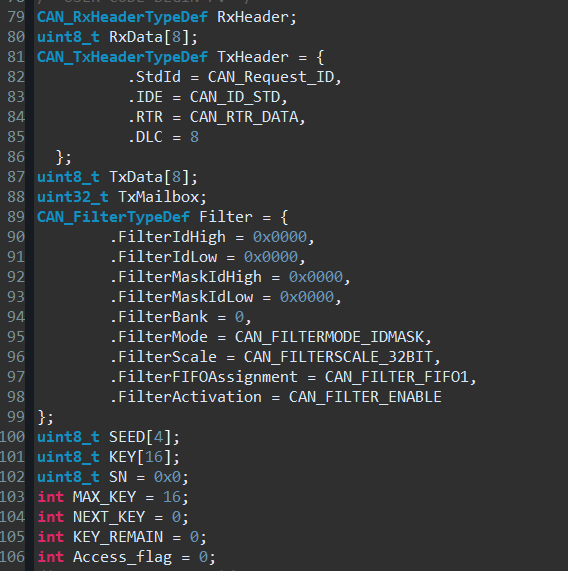 79 CAN_RxHeaderTypeDef RxHeader;
80 uint8_t RxData[8];
81 CAN_TxHeaderTypeDef TxHeader = {
82 .StdId = CAN_Request_ID,
83 .IDE = CAN_ID_STD,
84 .RTR = CAN_RTR_DATA,
85 .DLC = 8
86 };
87 uint8_t TxData[8];
88 uint32_t TxMailbox;
89 CAN_FilterTypeDef Filter = {
90 .FilterIdHigh = 0x0000,
91 .FilterIdLow = 0x0000,
92 .FilterMaskIdHigh = 0x0000,
93 .FilterMaskIdLow = 0x0000,
94 .FilterBank = 0,
95 .FilterMode = CAN_FILTERMODE_IDMASK,
96 .FilterScale = CAN_FILTERSCALE_32BIT,
97 .FilterFIFOAssignment = CAN_FILTER_FIFO1,
98 .FilterActivation = CAN_FILTER_ENABLE
99 };
100 uint8_t SEED[4];
101 uint8_t KEY[16];
102 uint8_t SN = 0x0;
103 int MAX_KEY = 16;
104 int NEXT_KEY = 0;
105 int KEY_REMAIN = 0;
106 int Access_flag = 0;